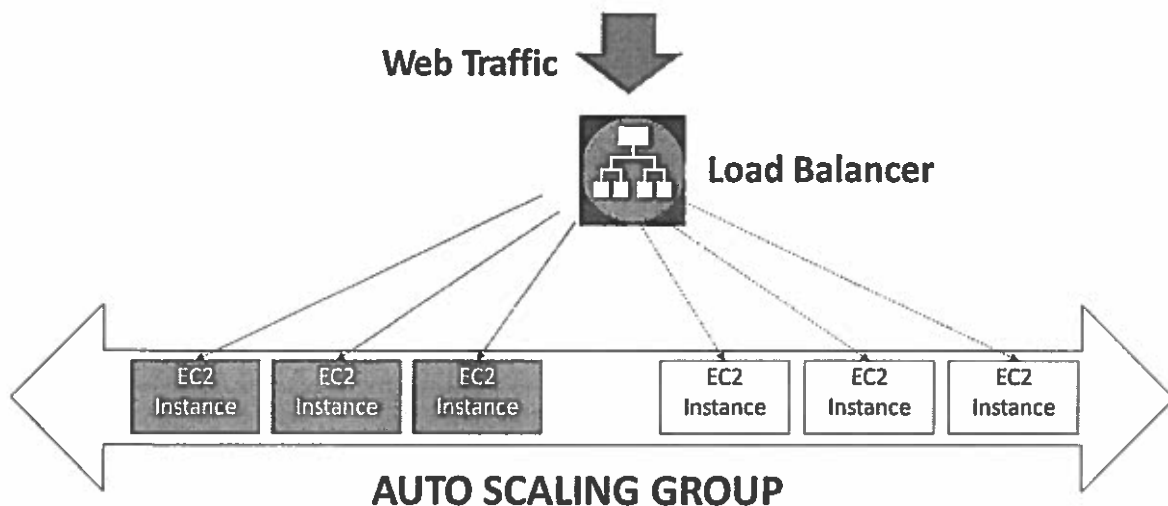 Web Traffic
Load Balancer
EC2
Instance
EC2
Instance
EC2
Instance
EC2
Instance
EC2
Instance
EC2
Instance
AUTO SCALING GROUP